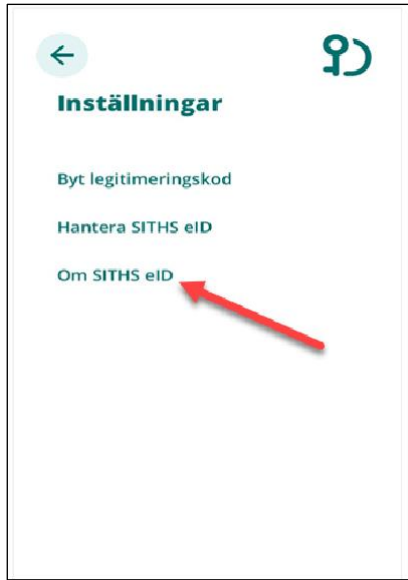 Inställningar
Byt legitimeringskod
Hantera SITHS eID
Om SITHS eID